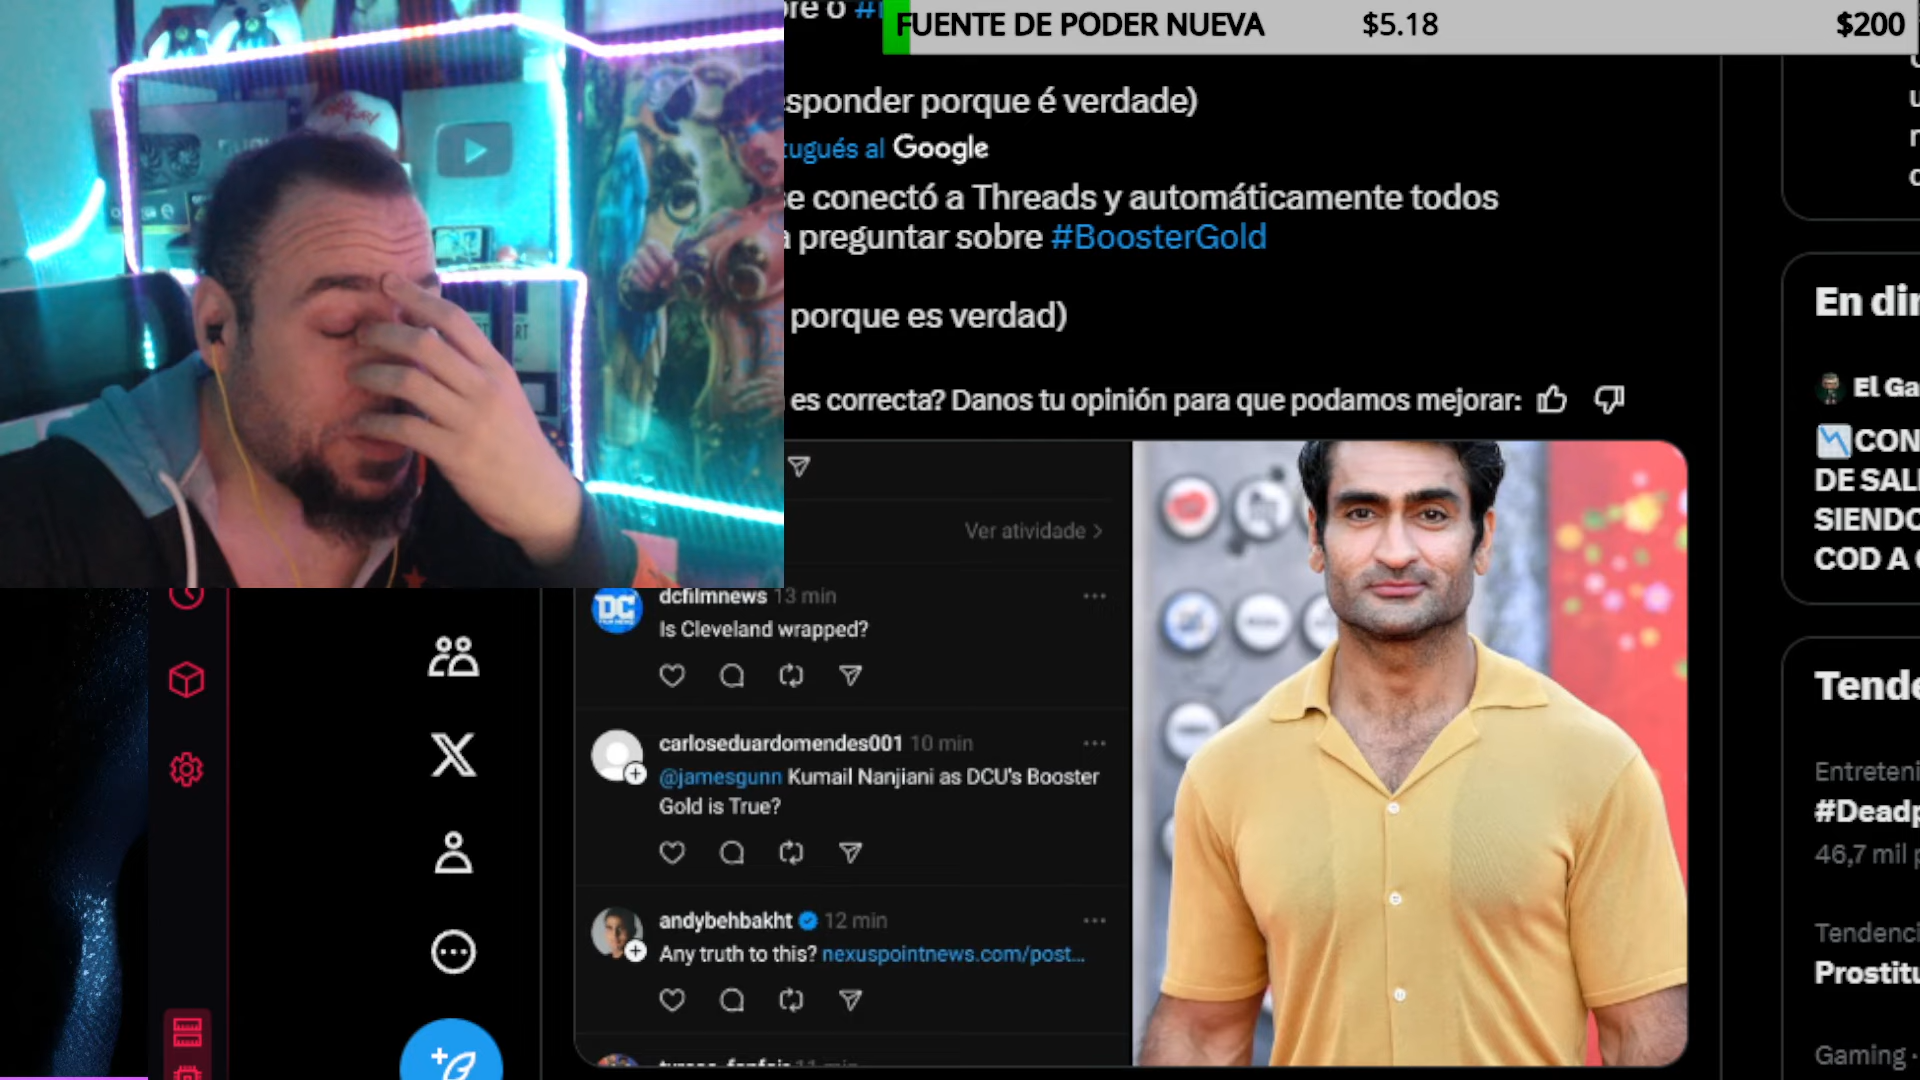 FUENTE DE PODER NUEVA $5.18 $200
esponder porque é verdade)
tugués al Google
se conectó a Threads y automáticamente todos
a preguntar sobre #BoosterGold
porque es verdad)
es correcta? Danos tu opinión para que podamos mejorar:
Ver atividade
dcfilmnews 13 min
Is Cleveland wrapped?
carloseduardomendes001 10 min
@jamesgunn Kumail Nanjiani as DCU's Booster
Gold is True?
andybehbakht 12 min
Any truth to this? nexuspointnews.com/post...
En dir
El Ga
CON
DE SAL
SIENDO
COD A
Tende
Entreteni
#Deadp
46,7 mil p
Tendenci
Prostitu
Gaming ·